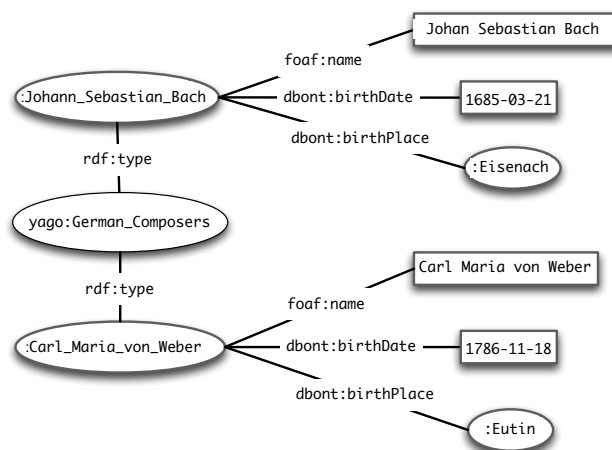 Johan Sebastian Bach
foaf:name
:Johann_Sebastian_Bach
dbont:birthDate
1685-03-21
dbont:birthPlace
rdf:type
:Eisenach
yago:German_Composers
Carl Maria von Weber
rdf:type
foaf:name
:Carl_Maria_von_Weber
dbont:birthDate
1786-11-18
dbont:birthPlace
:Eutin